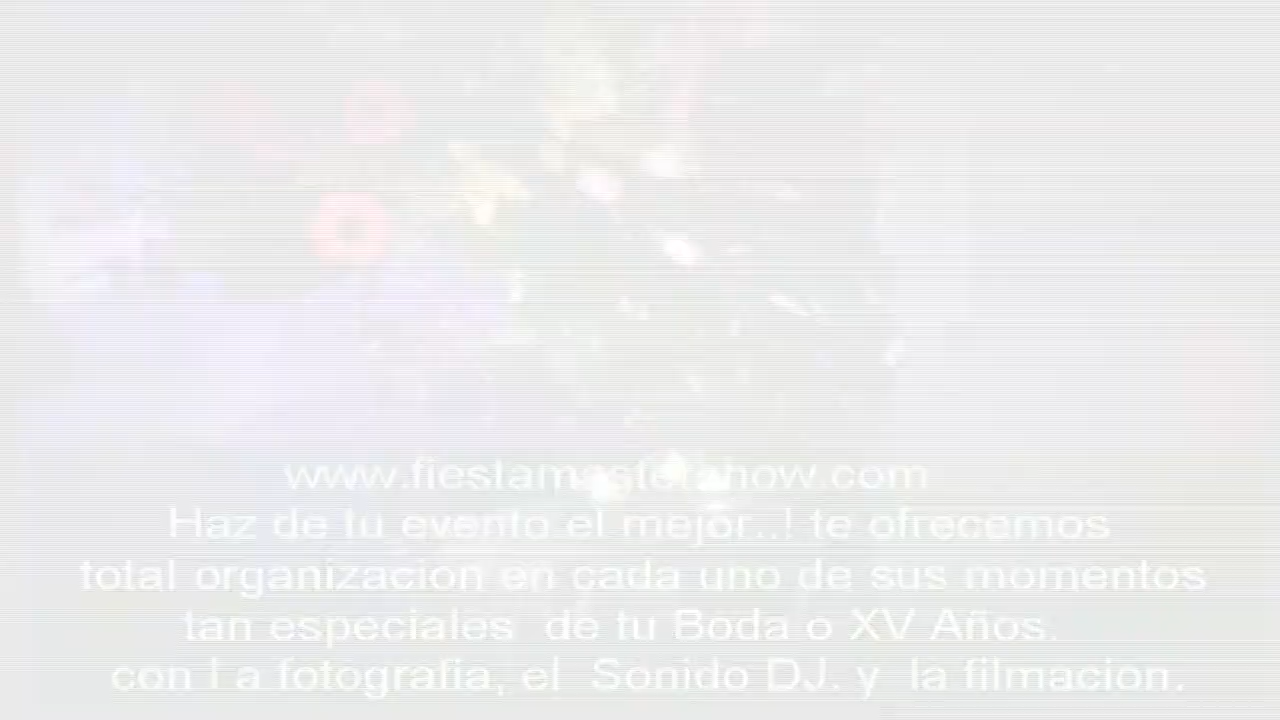 www.fiestamastershow.com
Haz de tu evento el mejor..! te ofrecemos
total organizacion en cada uno de sus momentos
tan especiales de tu Boda o XV Años.
con La fotografia, el Sonido DJ. y la filmacion.